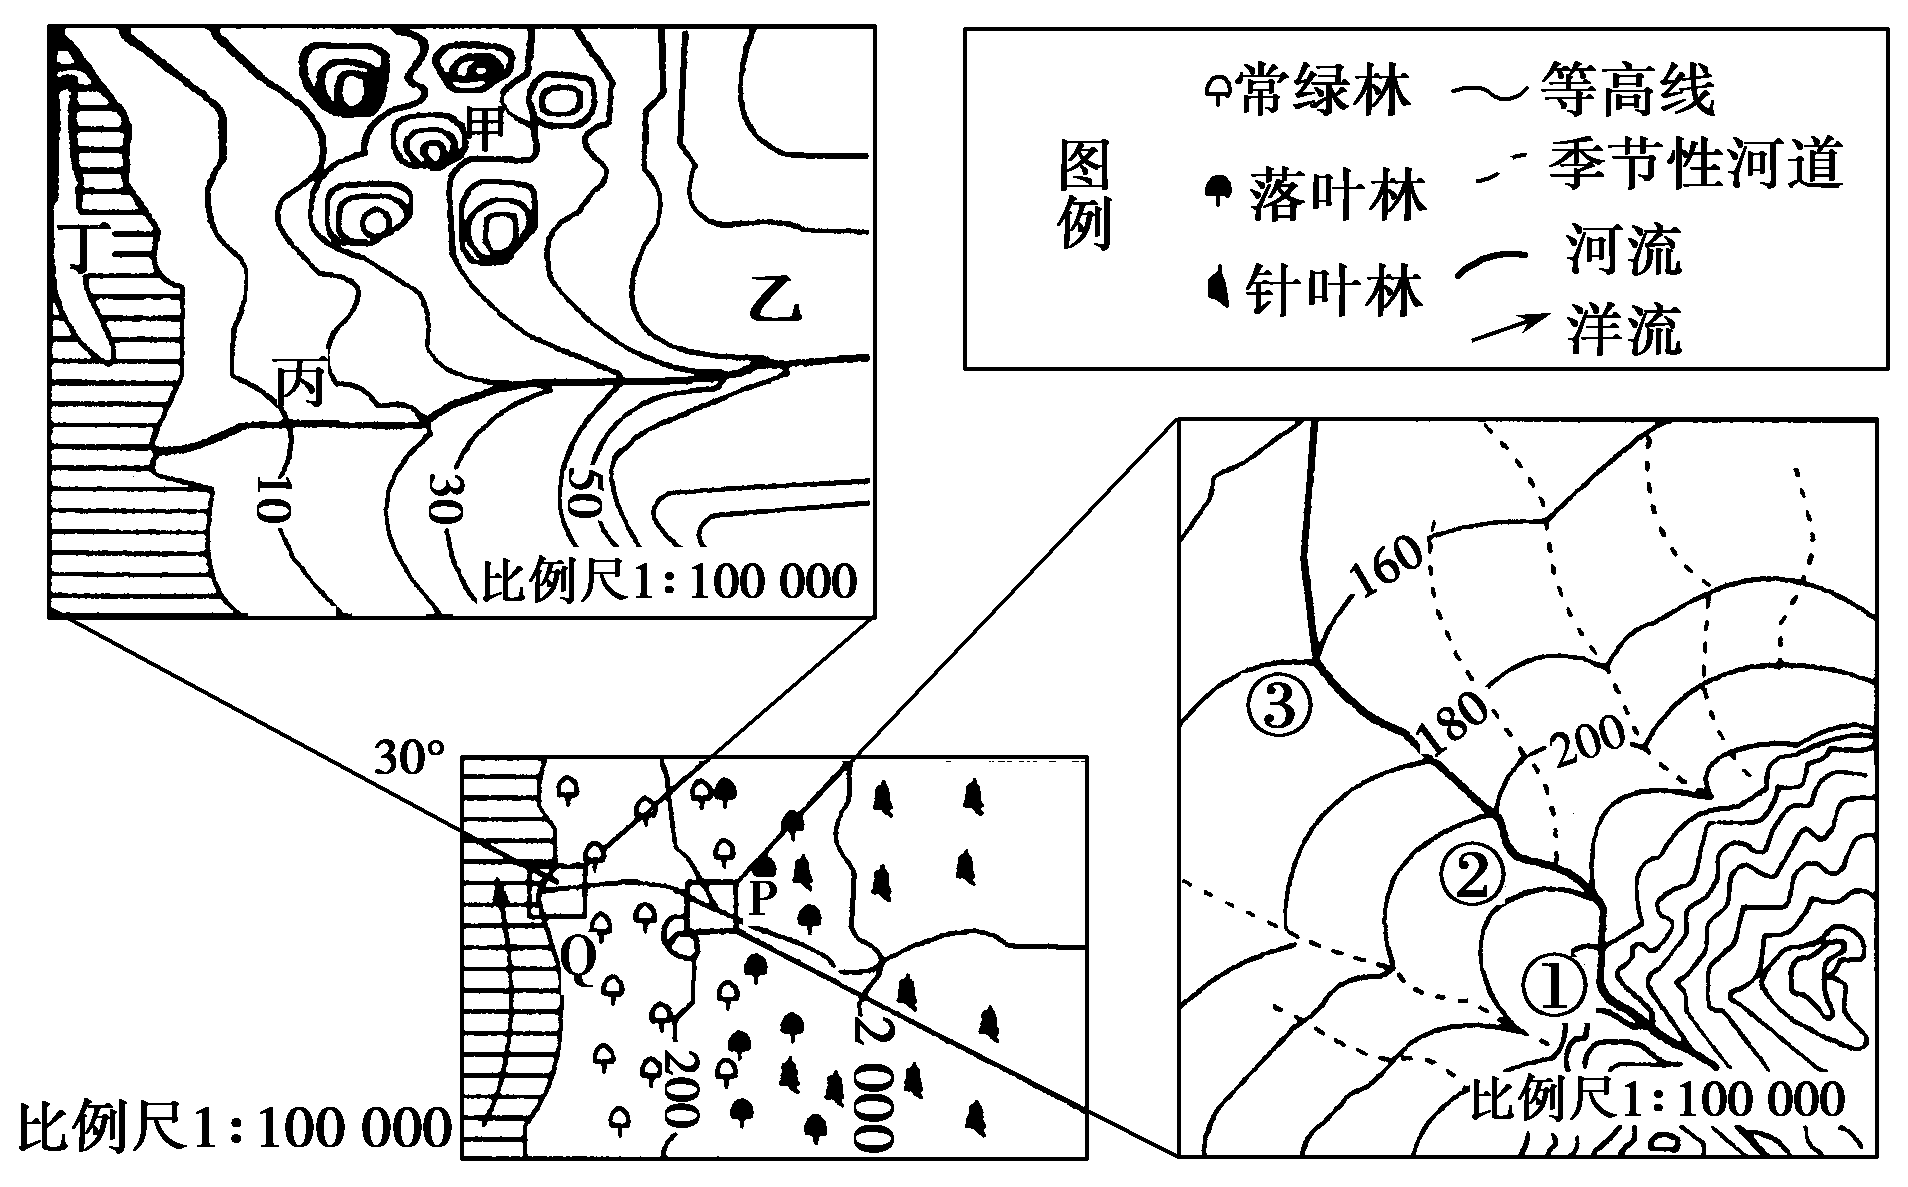 甲
乙
丙
丁
10
30
50
比例尺1:100 000
图例
常绿林
等高线
季节性河道
落叶林
河流
针叶林
洋流
160
180
200
③
②
①
比例尺1:100 000
30°
P
Q
200
2 000
比例尺1:100 000